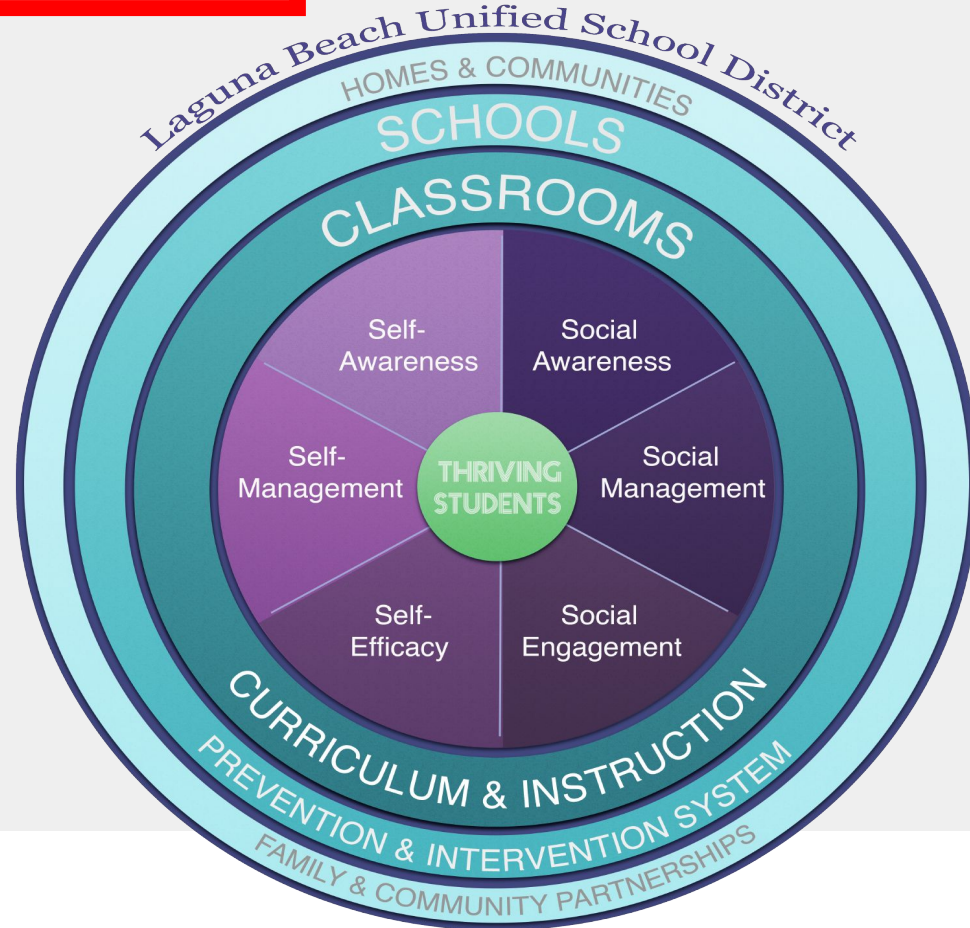 Laguna Beach Unified School District
HOMES & COMMUNITIES
SCHOOLS
CLASSROOMS
Self-
Awareness
Social
Awareness
Self-
Management
THRIVING
STUDENTS
Social
Management
Self-
Efficacy
Social
Engagement
CURRICULUM & INSTRUCTION
PREVENTION & INTERVENTION SYSTEM
FAMILY & COMMUNITY PARTNERSHIPS